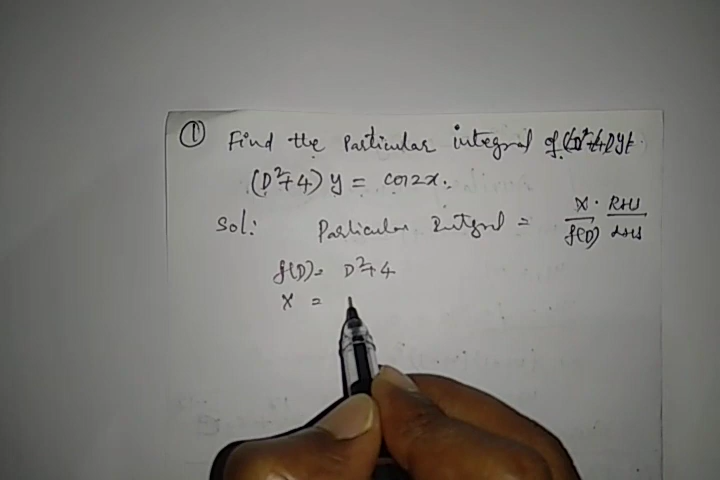 ① Find the Particular integral of
(D²+4) y = cos2x.
Sol: Particular Integral = X/f(D) . RHS/LHS
f(D)= D²+4
X =